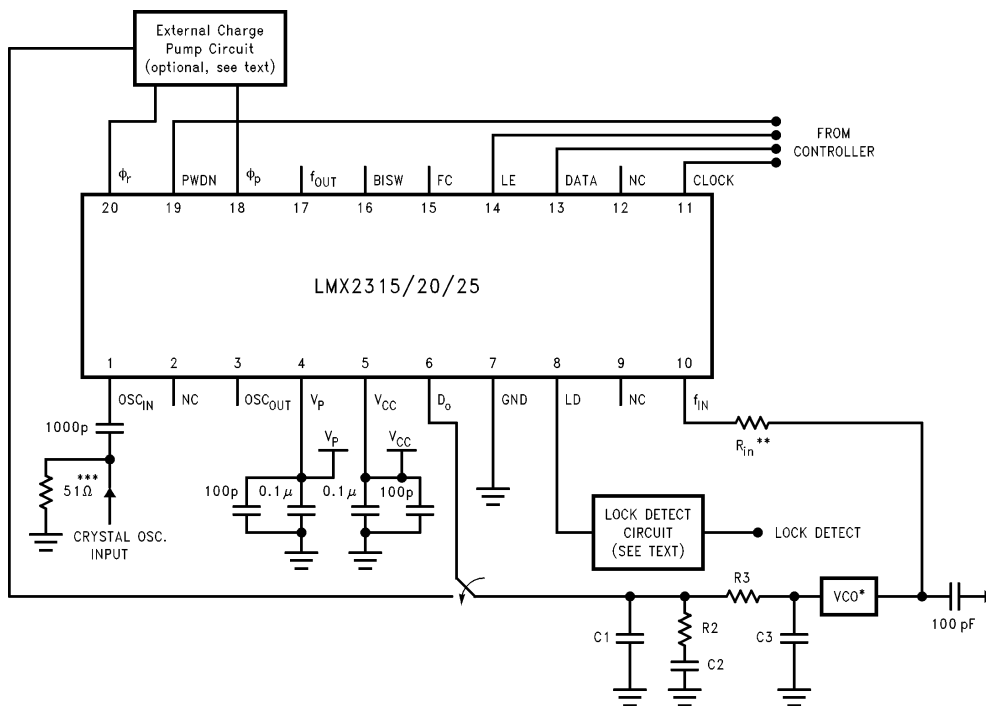 External Charge
Pump Circuit
(optional, see text)
FROM
CONTROLLER
ϕr PWDN ϕp fOUT BISW FC LE DATA NC CLOCK
20 19 18 17 16 15 14 13 12 11
LMX2315/20/25
1 2 3 4 5 6 7 8 9 10
OSCIN NC OSCOUT VP VCC Do GND LD NC fIN
1000p
VP
VCC
Rin**
***
51Ω
100p 0.1μ 0.1μ 100p
CRYSTAL OSC.
INPUT
LOCK DETECT
CIRCUIT
(SEE TEXT)
LOCK DETECT
R3
VCO*
100 pF
C1
R2
C2
C3